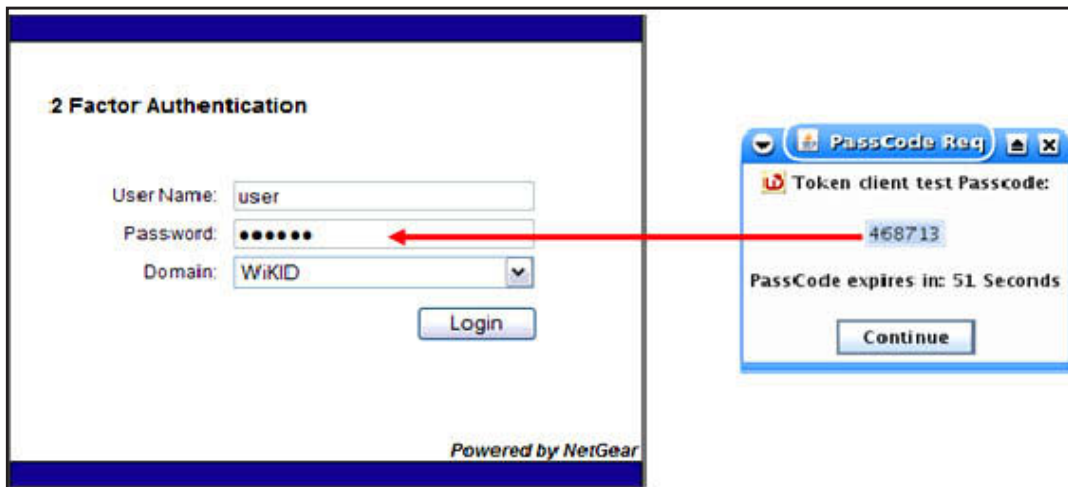 2 Factor Authentication
User Name: user
Password: ●●●●●●
Domain: WiKID
Login
Powered by NetGear
PassCode Req
Token client test Passcode:
468713
PassCode expires in: 51 Seconds
Continue